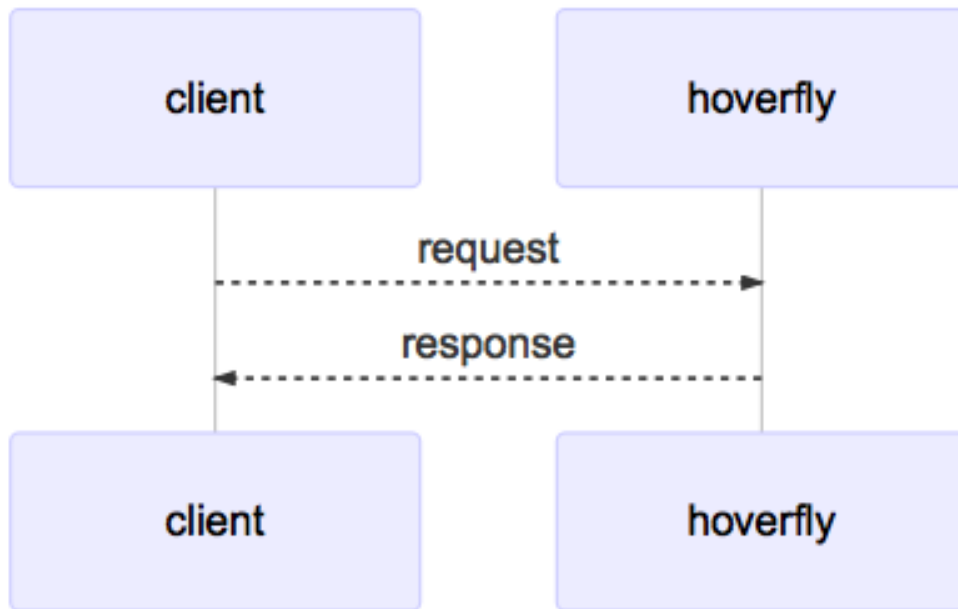 client
hoverfly
request
response
client
hoverfly